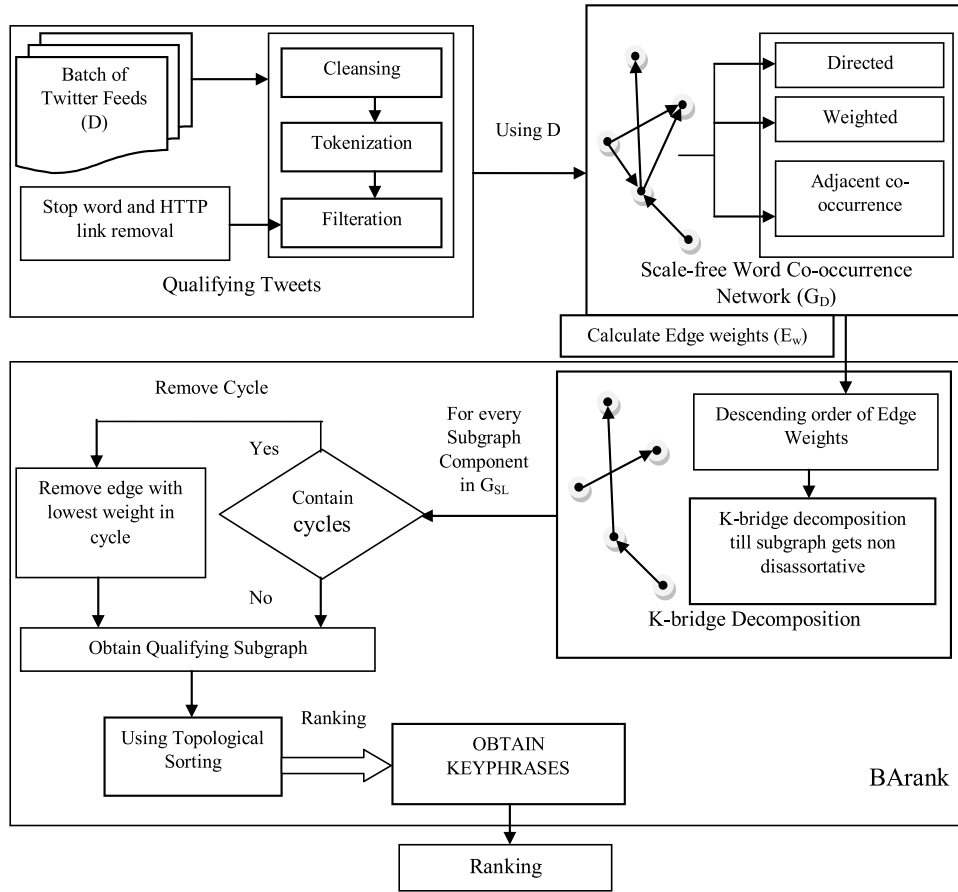 Batch of
Twitter Feeds
(D)
Cleansing
Tokenization
Filteration
Stop word and HTTP
link removal
Qualifying Tweets
Using D
Directed
Weighted
Adjacent co-
occurrence
Scale-free Word Co-occurrence
Network (G_D)
Calculate Edge weights (E_w)
Descending order of Edge
Weights
K-bridge decomposition
till subgraph gets non
disassortative
K-bridge Decomposition
For every
Subgraph
Component
in G_SL
Remove Cycle
Yes
Contain
cycles
No
Remove edge with
lowest weight in
cycle
Obtain Qualifying Subgraph
Using Topological
Sorting
Ranking
OBTAIN
KEYPHRASES
BArank
Ranking